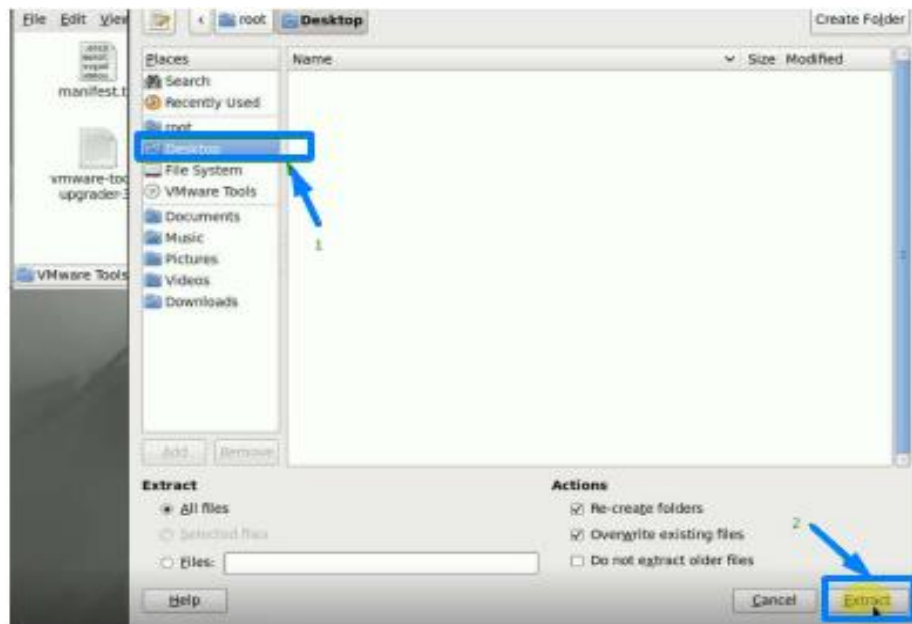 File Edit View
root Desktop Create Folder
manifest.t
vmware-too
upgrader-3
VMware Tools
Places
Search
Recently Used
root
Desktop
File System
VMware Tools
Documents
Music
Pictures
Videos
Downloads
Add Remove
Name Size Modified
1
Extract
All files
Selected files
Files:
Actions
Re-create folders
Overwrite existing files
Do not extract older files
2
Help Cancel Extract